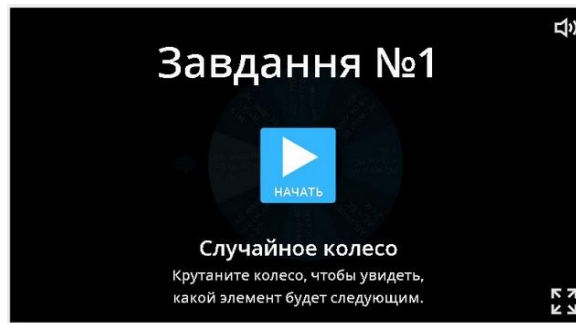 Завдання №1
НАЧАТЬ
Случайное колесо
Крутаните колесо, чтобы увидеть,
какой элемент будет следующим.